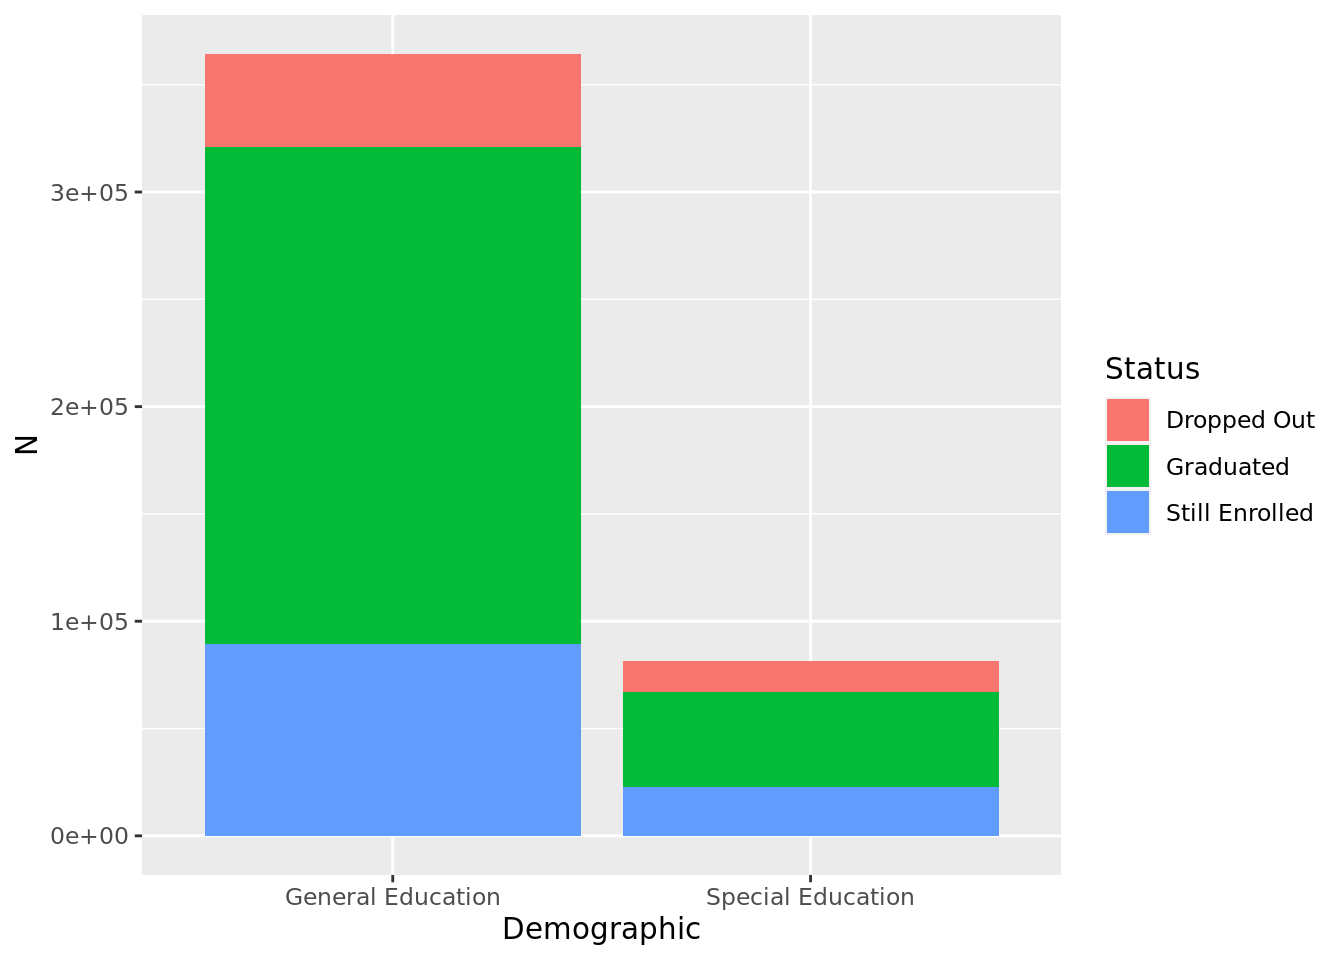 N
3e+05
2e+05
1e+05
0e+00
General Education
Special Education
Demographic
Status
Dropped Out
Graduated
Still Enrolled